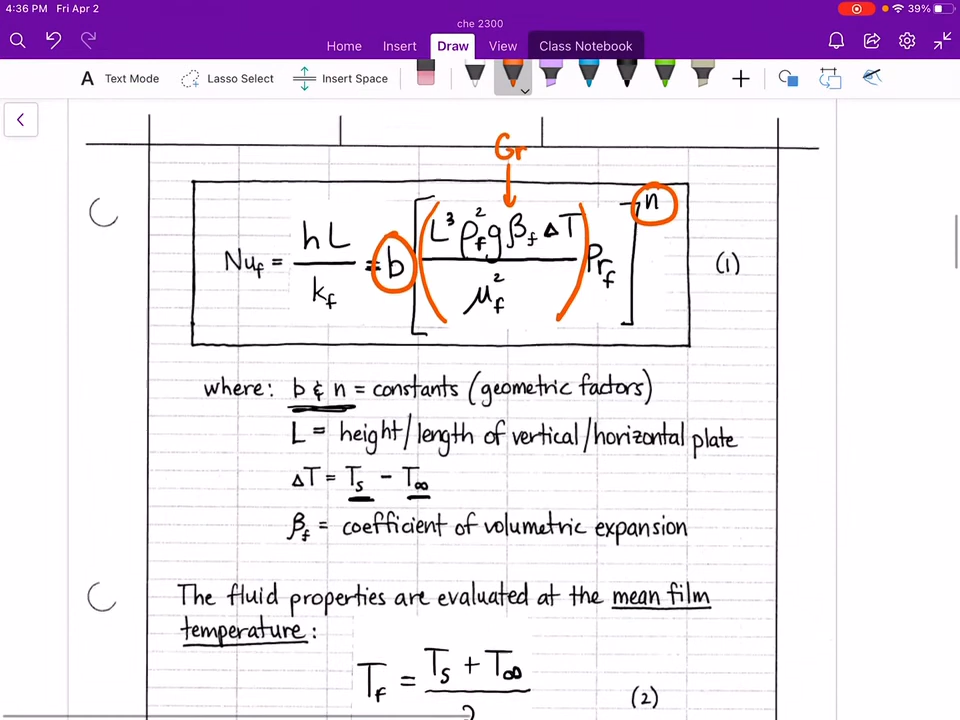 4:36 PM Fri Apr 2
39%
che 2300
Home Insert Draw View Class Notebook
A Text Mode Lasso Select Insert Space
Gr
Nu_f = hL / k_f = b [ ( L³ ρ_f² g β_f ΔT / μ_f² ) Pr_f ]^n (1)
where: b & n = constants (geometric factors)
L = height/length of vertical/horizontal plate
ΔT = T_s - T_∞
β_f = coefficient of volumetric expansion
The fluid properties are evaluated at the mean film
temperature:
T_f = T_s + T_∞ / 2 (2)